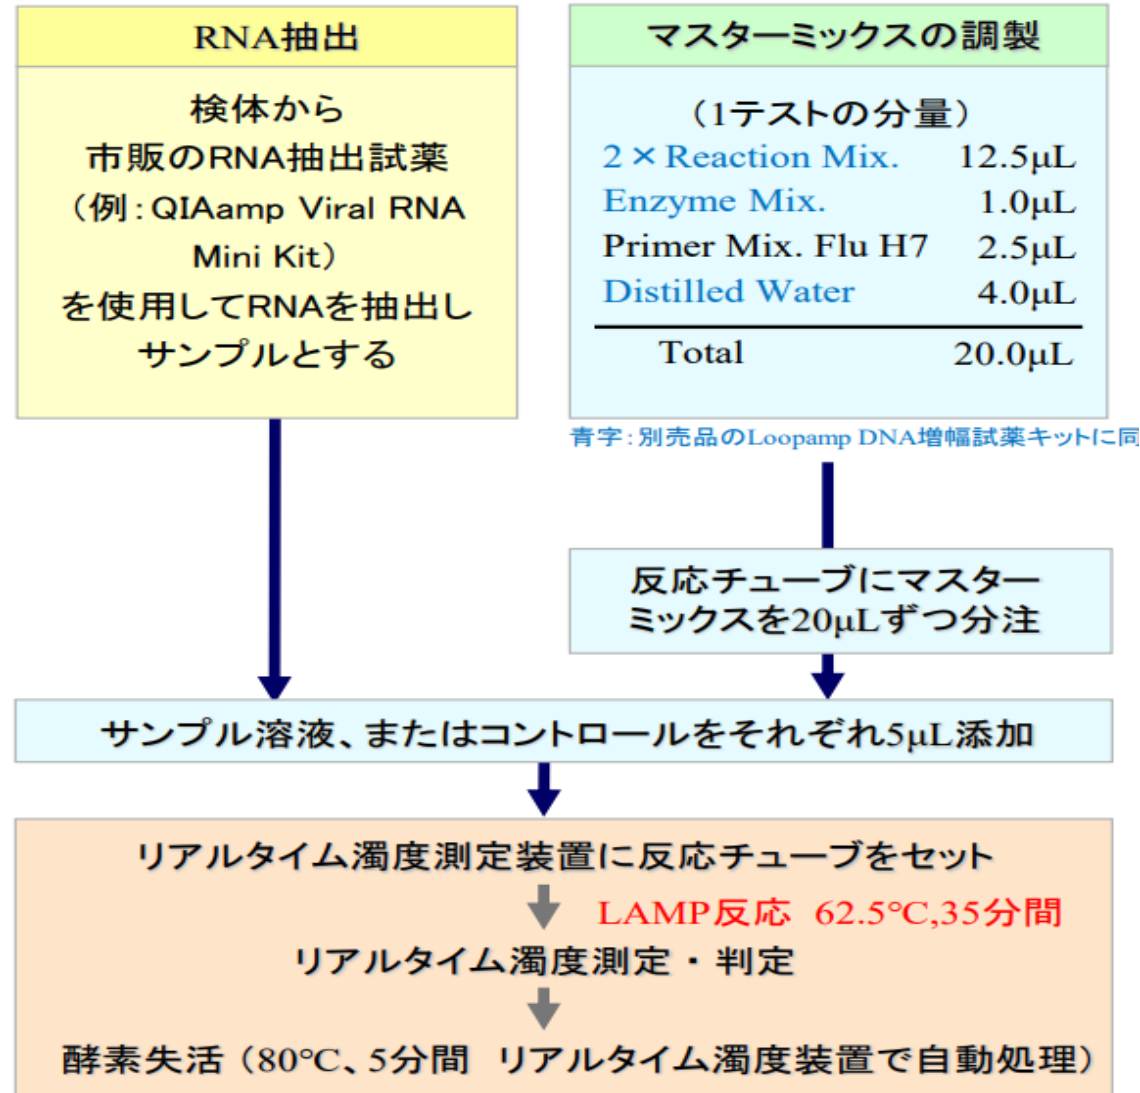 RNA抽出
検体から
市販のRNA抽出試薬
（例：QIAamp Viral RNA
Mini Kit）
を使用してRNAを抽出し
サンプルとする
マスターミックスの調製
（1テストの分量）
2×Reaction Mix. 12.5μL
Enzyme Mix. 1.0μL
Primer Mix. Flu H7 2.5μL
Distilled Water 4.0μL
Total 20.0μL
青字：別売品のLoopamp DNA増幅試薬キットに同
反応チューブにマスター
ミックスを20μLずつ分注
サンプル溶液、またはコントロールをそれぞれ5μL添加
リアルタイム濁度測定装置に反応チューブをセット
LAMP反応 62.5℃,35分間
リアルタイム濁度測定・判定
酵素失活（80℃、5分間 リアルタイム濁度装置で自動処理）